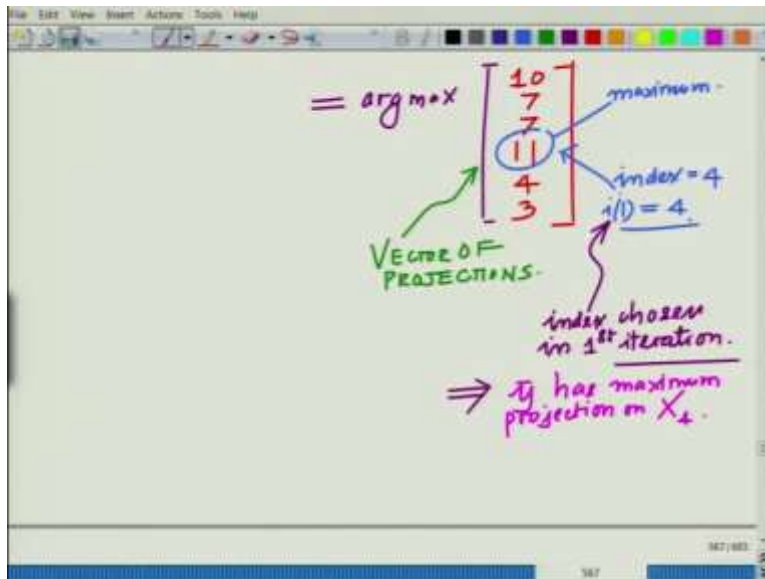 File Edit View Insert Actions Tools Help
= arg max
10
7
7
11
4
3
maximum.
index = 4
i(1) = 4
VECTOR OF
PROJECTIONS.
index chosen
in 1st iteration.
⇒ y has maximum
projection on X4.
567